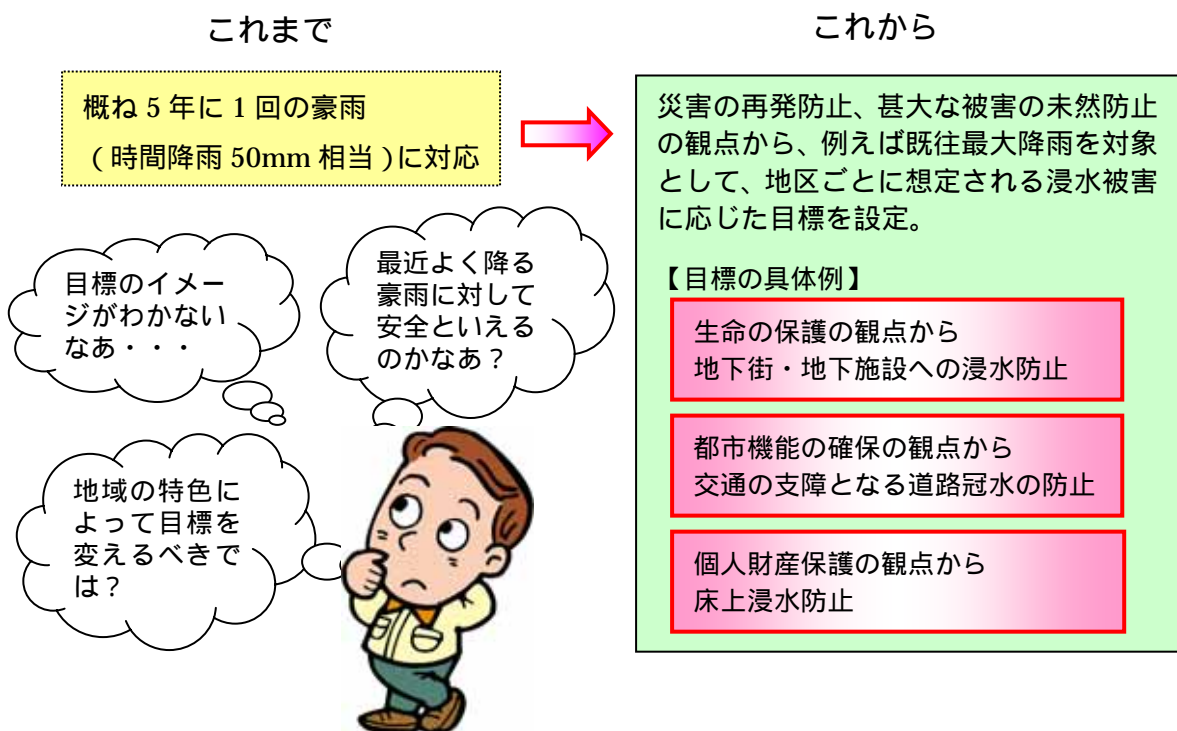 これまで
概ね 5 年に 1 回の豪雨
(時間降雨 50mm 相当)に対応
目標のイメー
ジがわかない
なあ・・・
最近よく降る
豪雨に対して
安全といえる
のかなあ?
地域の特色に
よって目標を
変えるべきで
は?
これから
災害の再発防止、甚大な被害の未然防止
の観点から、例えば既往最大降雨を対象
として、地区ごとに想定される浸水被害
に応じた目標を設定。
【目標の具体例】
生命の保護の観点から
地下街・地下施設への浸水防止
都市機能の確保の観点から
交通の支障となる道路冠水の防止
個人財産保護の観点から
床上浸水防止